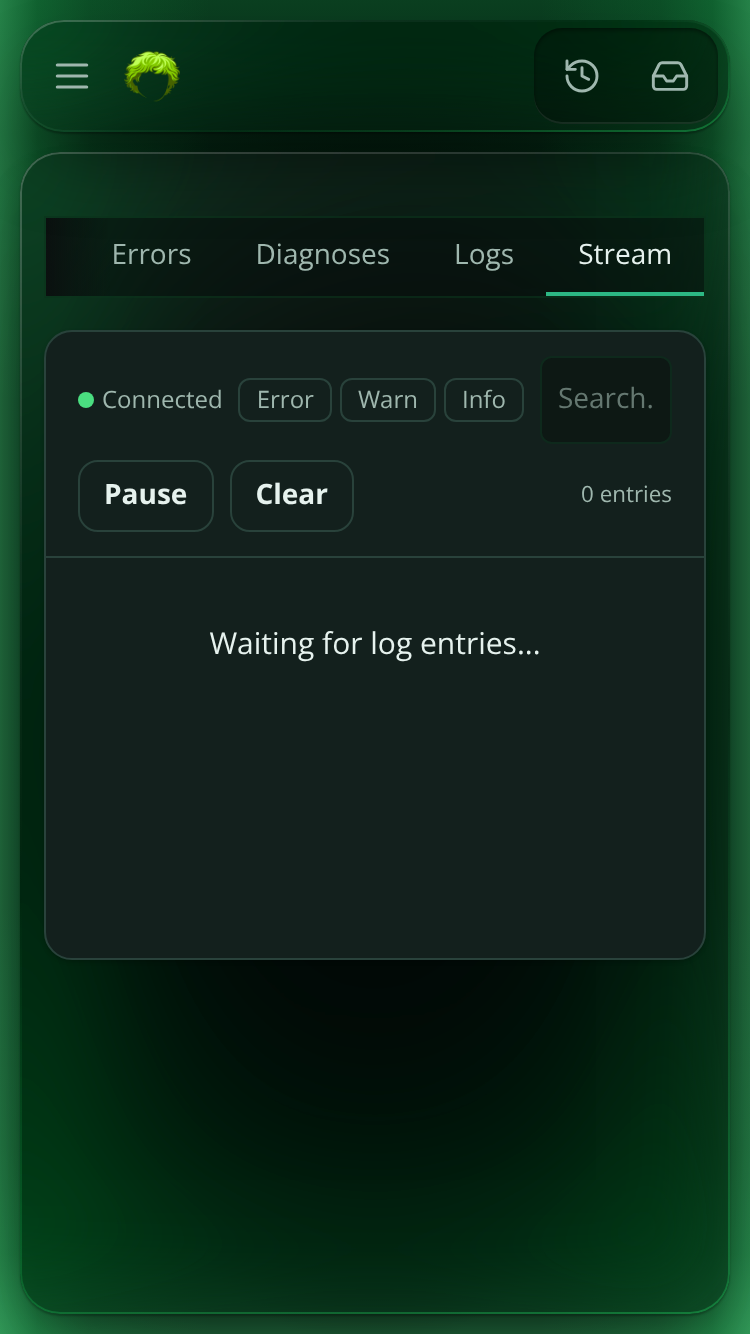 Errors Diagnoses Logs Stream
Connected Error Warn Info Search.
Pause Clear 0 entries
Waiting for log entries...